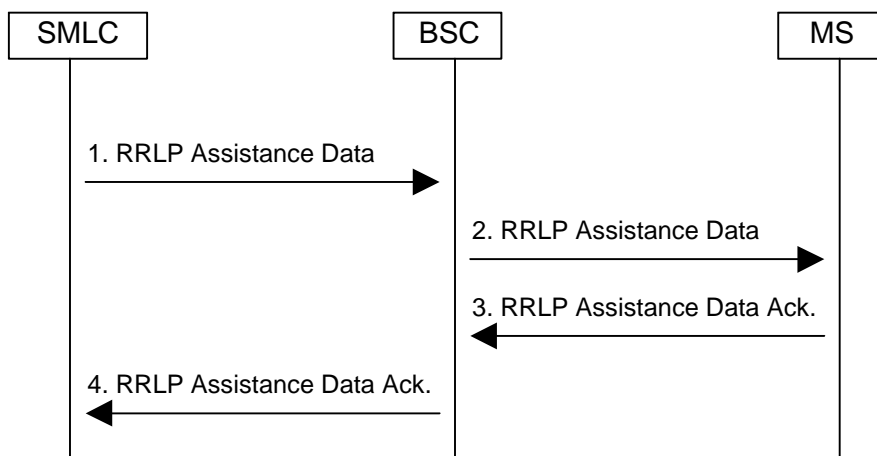 SMLC
BSC
MS
1. RRLP Assistance Data
2. RRLP Assistance Data
3. RRLP Assistance Data Ack.
4. RRLP Assistance Data Ack.